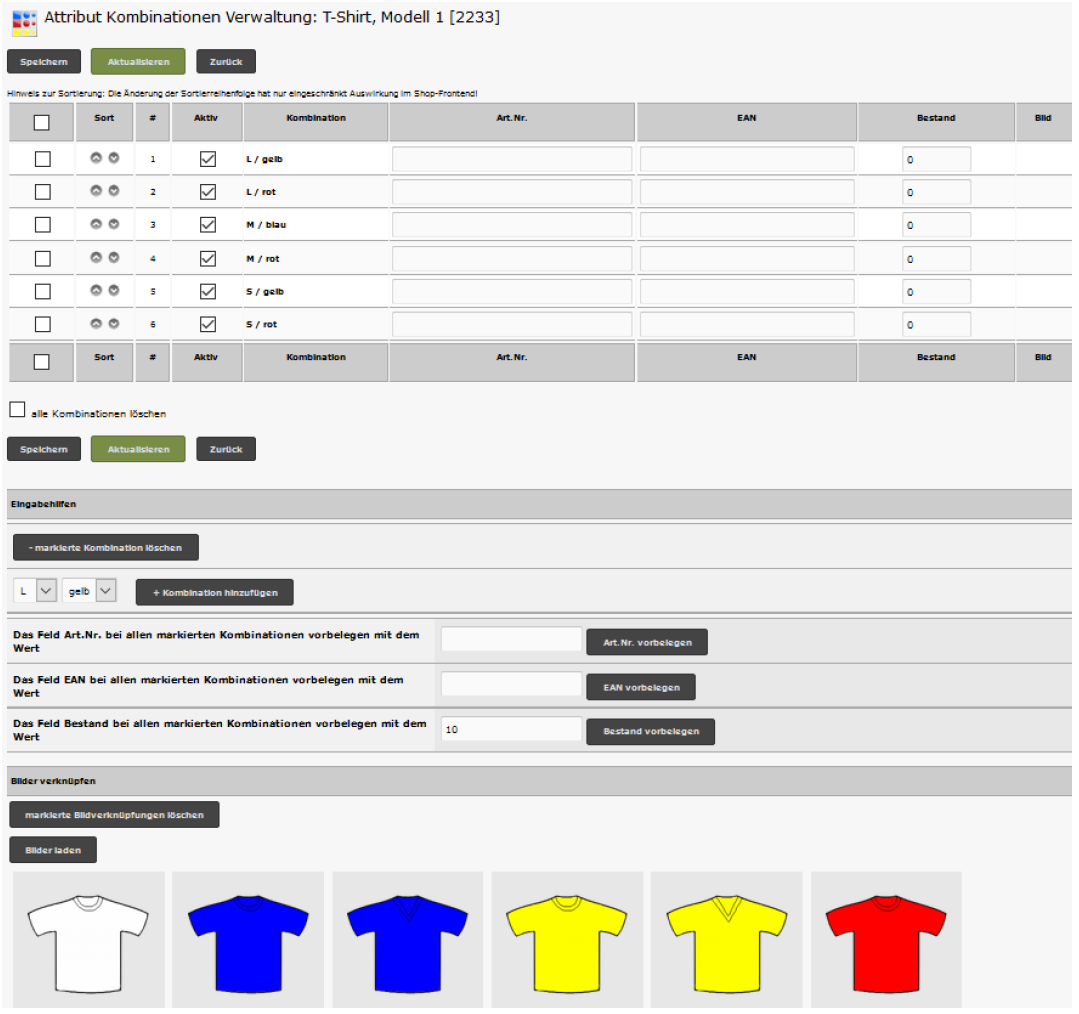 Attribut Kombinationen Verwaltung: T-Shirt, Modell 1 [2233]
Speichern Aktualisieren Zurück
Hinweis zur Sortierung: Die Änderung der Sortierreihenfolge hat nur eingeschränkt Auswirkung im Shop-Frontend!
Sort # Aktiv Kombination Art.Nr. EAN Bestand Bild
1 L / gelb 0
2 L / rot 0
3 M / blau 0
4 M / rot 0
5 S / gelb 0
6 S / rot 0
Sort # Aktiv Kombination Art.Nr. EAN Bestand Bild
alle Kombinationen löschen
Speichern Aktualisieren Zurück
Eingabehilfen
- markierte Kombination löschen
L gelb + Kombination hinzufügen
Das Feld Art.Nr. bei allen markierten Kombinationen vorbelegen mit dem
Wert
Art.Nr. vorbelegen
Das Feld EAN bei allen markierten Kombinationen vorbelegen mit dem
Wert
EAN vorbelegen
Das Feld Bestand bei allen markierten Kombinationen vorbelegen mit dem
Wert
10 Bestand vorbelegen
Bilder verknüpfen
markierte Bildverknüpfungen löschen
Bilder laden